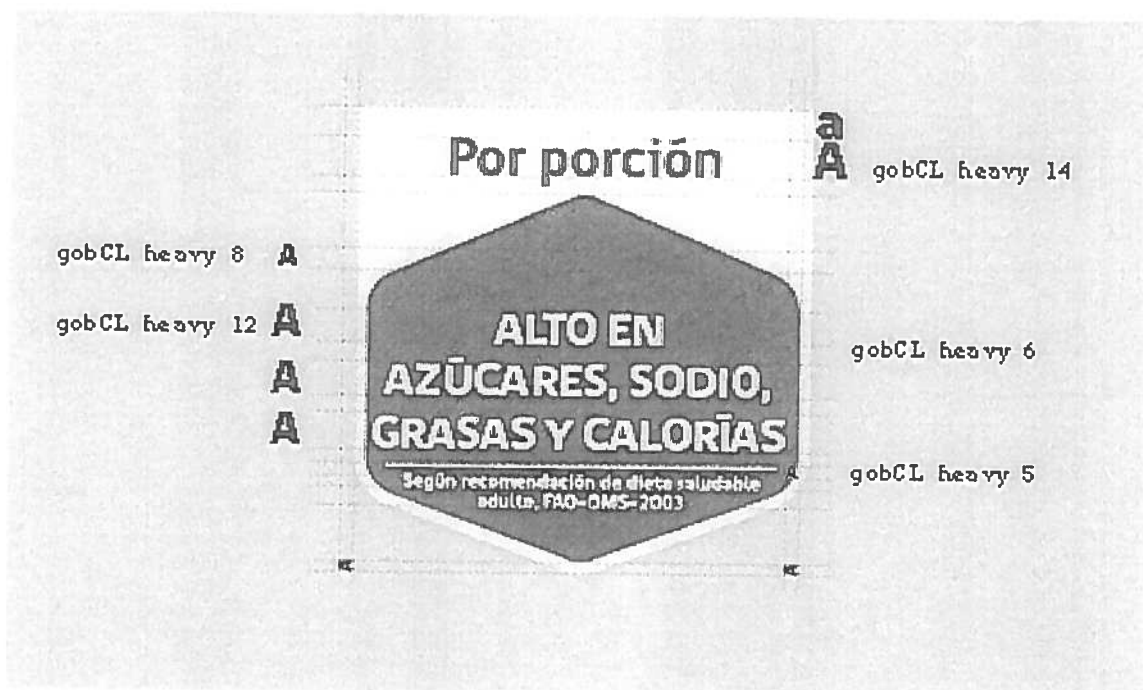 Por porción
a
A gobCL heavy 14
gobCL heavy 8 A
gobCL heavy 12 A
ALTO EN
gobCL heavy 6
A
AZÚCARES, SODIO,
A
GRASAS Y CALORÍAS
gobCL heavy 5
Según recomendación de dieta saludable
adulto, FAO-OMS-2003